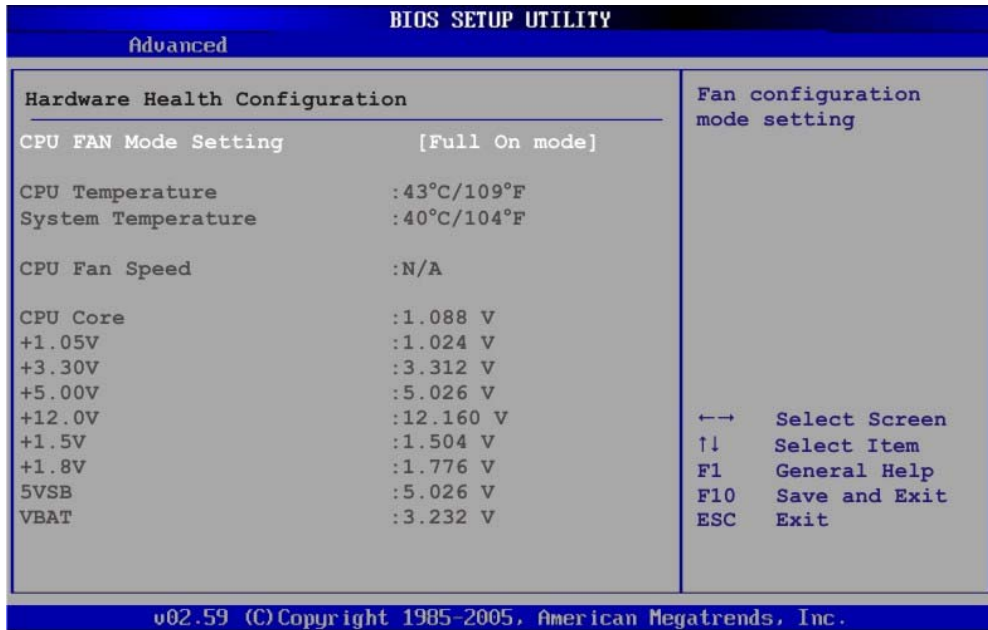 BIOS SETUP UTILITY
Advanced
Hardware Health Configuration
CPU FAN Mode Setting [Full On mode]
CPU Temperature :43°C/109°F
System Temperature :40°C/104°F
CPU Fan Speed :N/A
CPU Core :1.088 V
+1.05V :1.024 V
+3.30V :3.312 V
+5.00V :5.026 V
+12.0V :12.160 V
+1.5V :1.504 V
+1.8V :1.776 V
5VSB :5.026 V
VBAT :3.232 V
Fan configuration
mode setting
←→ Select Screen
↑↓ Select Item
F1 General Help
F10 Save and Exit
ESC Exit
v02.59 (C)Copyright 1985-2005, American Megatrends, Inc.